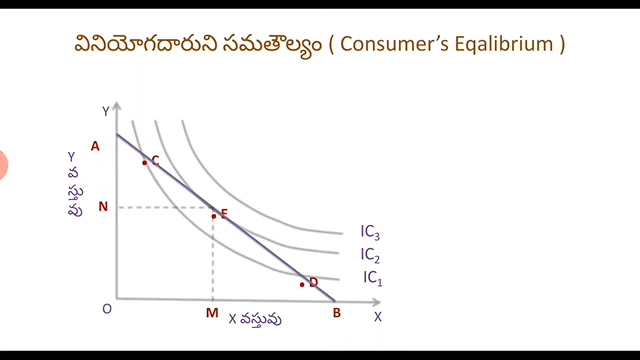 వినియోగదారుని సమతౌల్యం ( Consumer’s Eqalibrium )
Y
A
Y వస్తువు
C
N
E
IC3
IC2
IC1
D
O
M
X వస్తువు
B
X